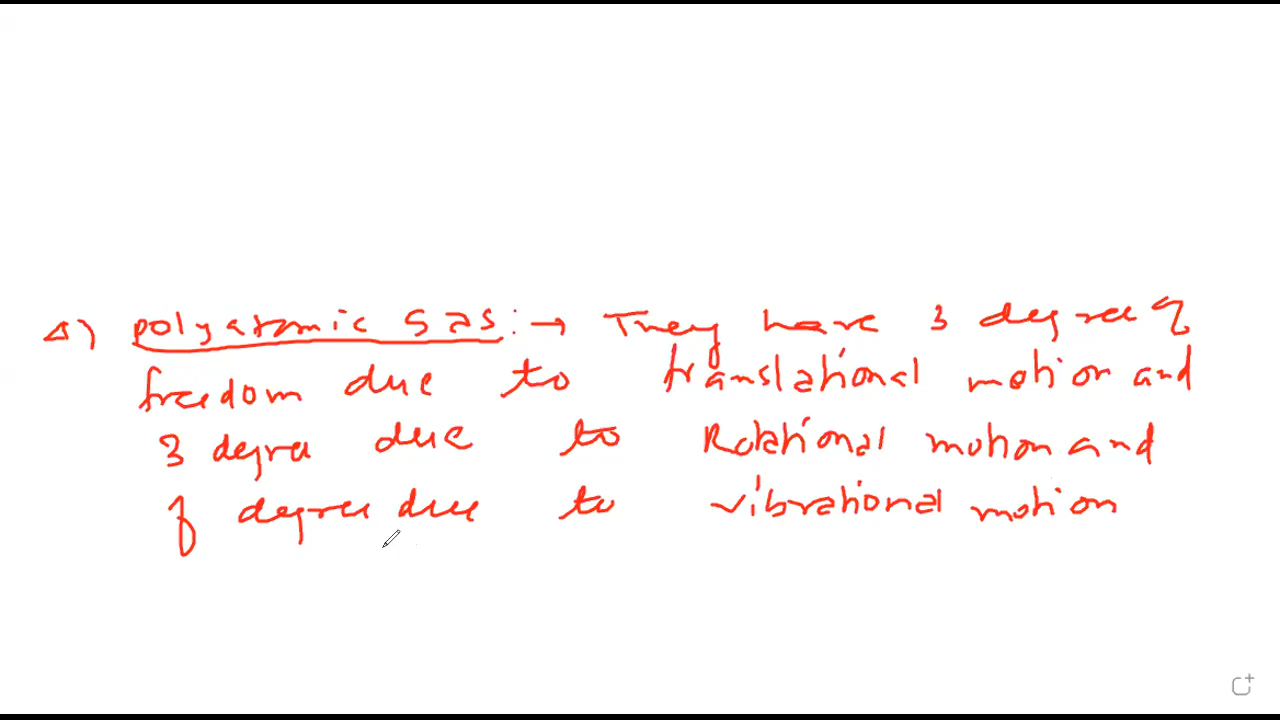 4) polyatomic gas :→ They have 3 degree of
freedom due to translational motion and
3 degree due to Rotational motion and
f degree due to vibrational motion